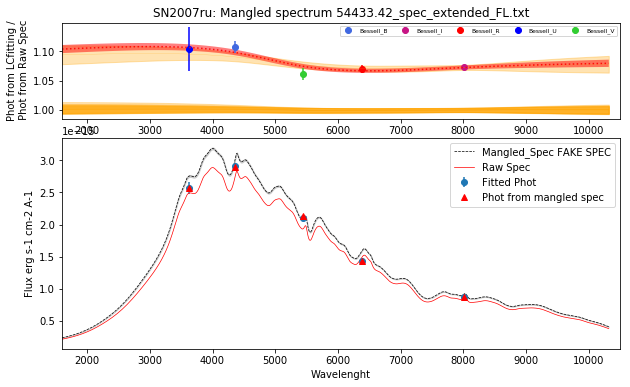 SN2007ru: Mangled spectrum 54433.42_spec_extended_FL.txt
Phot from LCfitting /
Phot from Raw Spec
1.10
1.05
1.00
Bessell_B
Bessell_I
Bessell_R
Bessell_U
Bessell_V
2000 3000 4000 5000 6000 7000 8000 9000 10000
1e−15
Flux erg s-1 cm-2 A-1
3.0
2.5
2.0
1.5
1.0
0.5
Mangled_Spec FAKE SPEC
Raw Spec
Fitted Phot
Phot from mangled spec
2000 3000 4000 5000 6000 7000 8000 9000 10000
Wavelenght